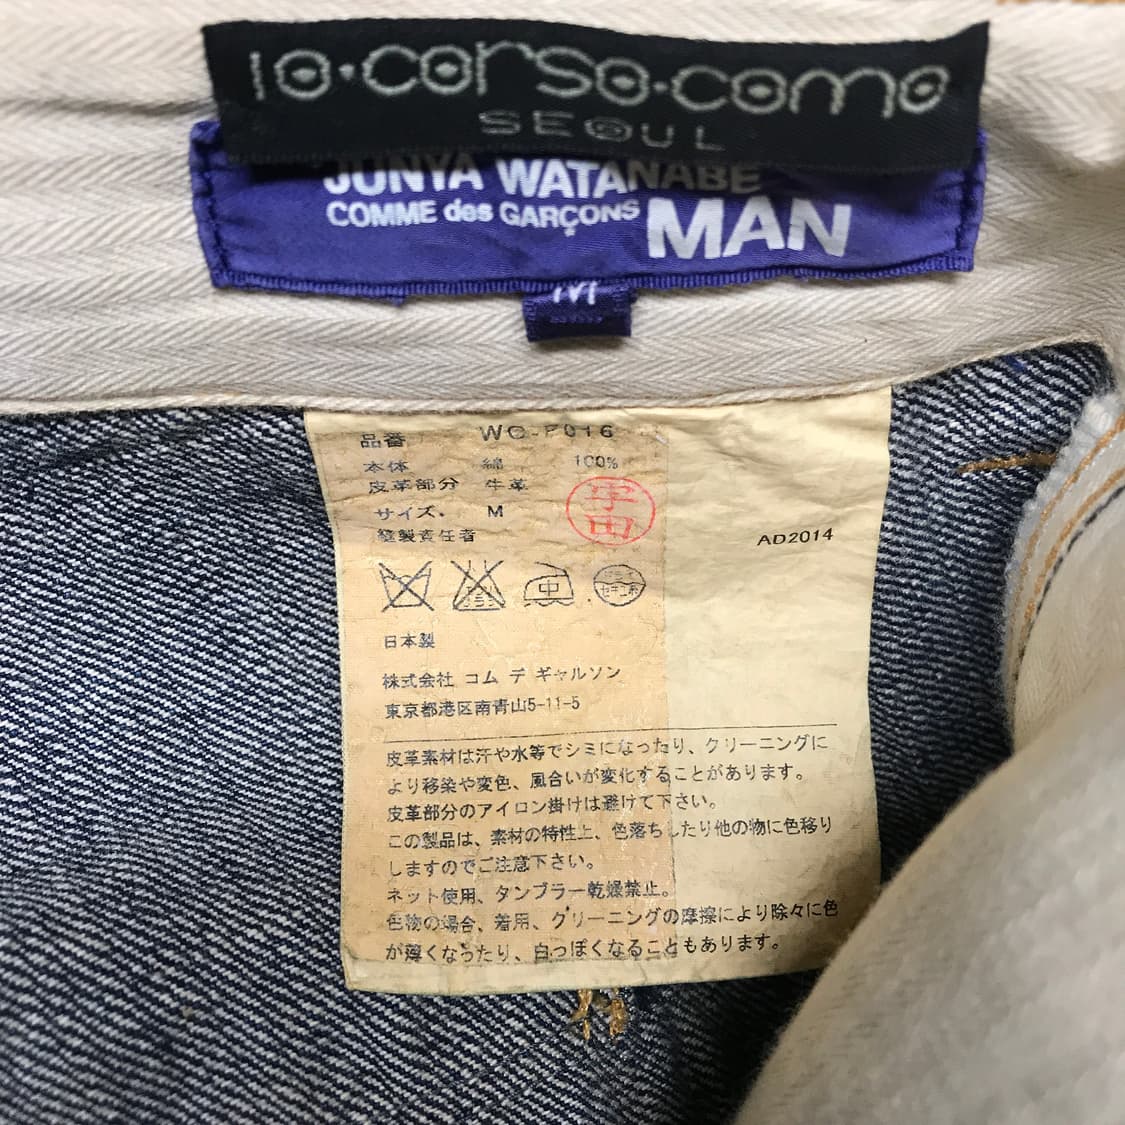 10·corso·como
SEOUL
JUNYA WATANABE
COMME des GARÇONS MAN
M
品番 WO-P016
本体 綿 100%
皮革部分 牛革
サイズ. M
縫製責任者
宇田
AD2014
中
セキユ系
日本製
株式会社 コム デ ギャルソン
東京都港区南青山5-11-5
皮革素材は汗や水等でシミになったり、クリーニングに
より移染や変色、風合いが変化することがあります。
皮革部分のアイロン掛けは避けて下さい。
この製品は、素材の特性上、色落ちしたり他の物に色移り
しますのでご注意下さい。
ネット使用、タンブラー乾燥禁止。
色物の場合、着用、クリーニングの摩擦により除々に色
が薄くなったり、白っぽくなることもあります。